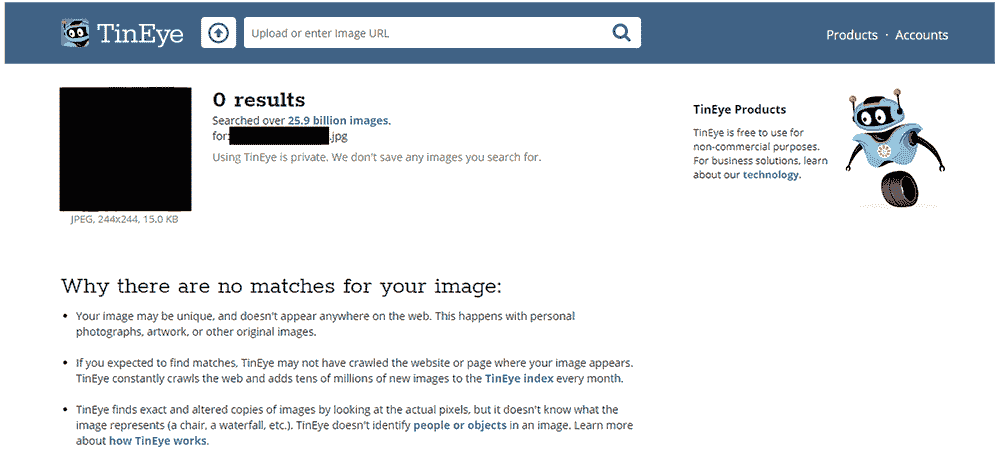 TinEye
Upload or enter Image URL
Products · Accounts
0 results
Searched over 25.9 billion images.
for: .jpg
Using TinEye is private. We don't save any images you search for.
JPEG, 244x244, 15.0 KB
TinEye Products
TinEye is free to use for
non-commercial purposes.
For business solutions, learn
about our technology.
Why there are no matches for your image:
• Your image may be unique, and doesn't appear anywhere on the web. This happens with personal
photographs, artwork, or other original images.
• If you expected to find matches, TinEye may not have crawled the website or page where your image appears.
TinEye constantly crawls the web and adds tens of millions of new images to the TinEye index every month.
• TinEye finds exact and altered copies of images by looking at the actual pixels, but it doesn't know what the
image represents (a chair, a waterfall, etc.). TinEye doesn't identify people or objects in an image. Learn more
about how TinEye works.